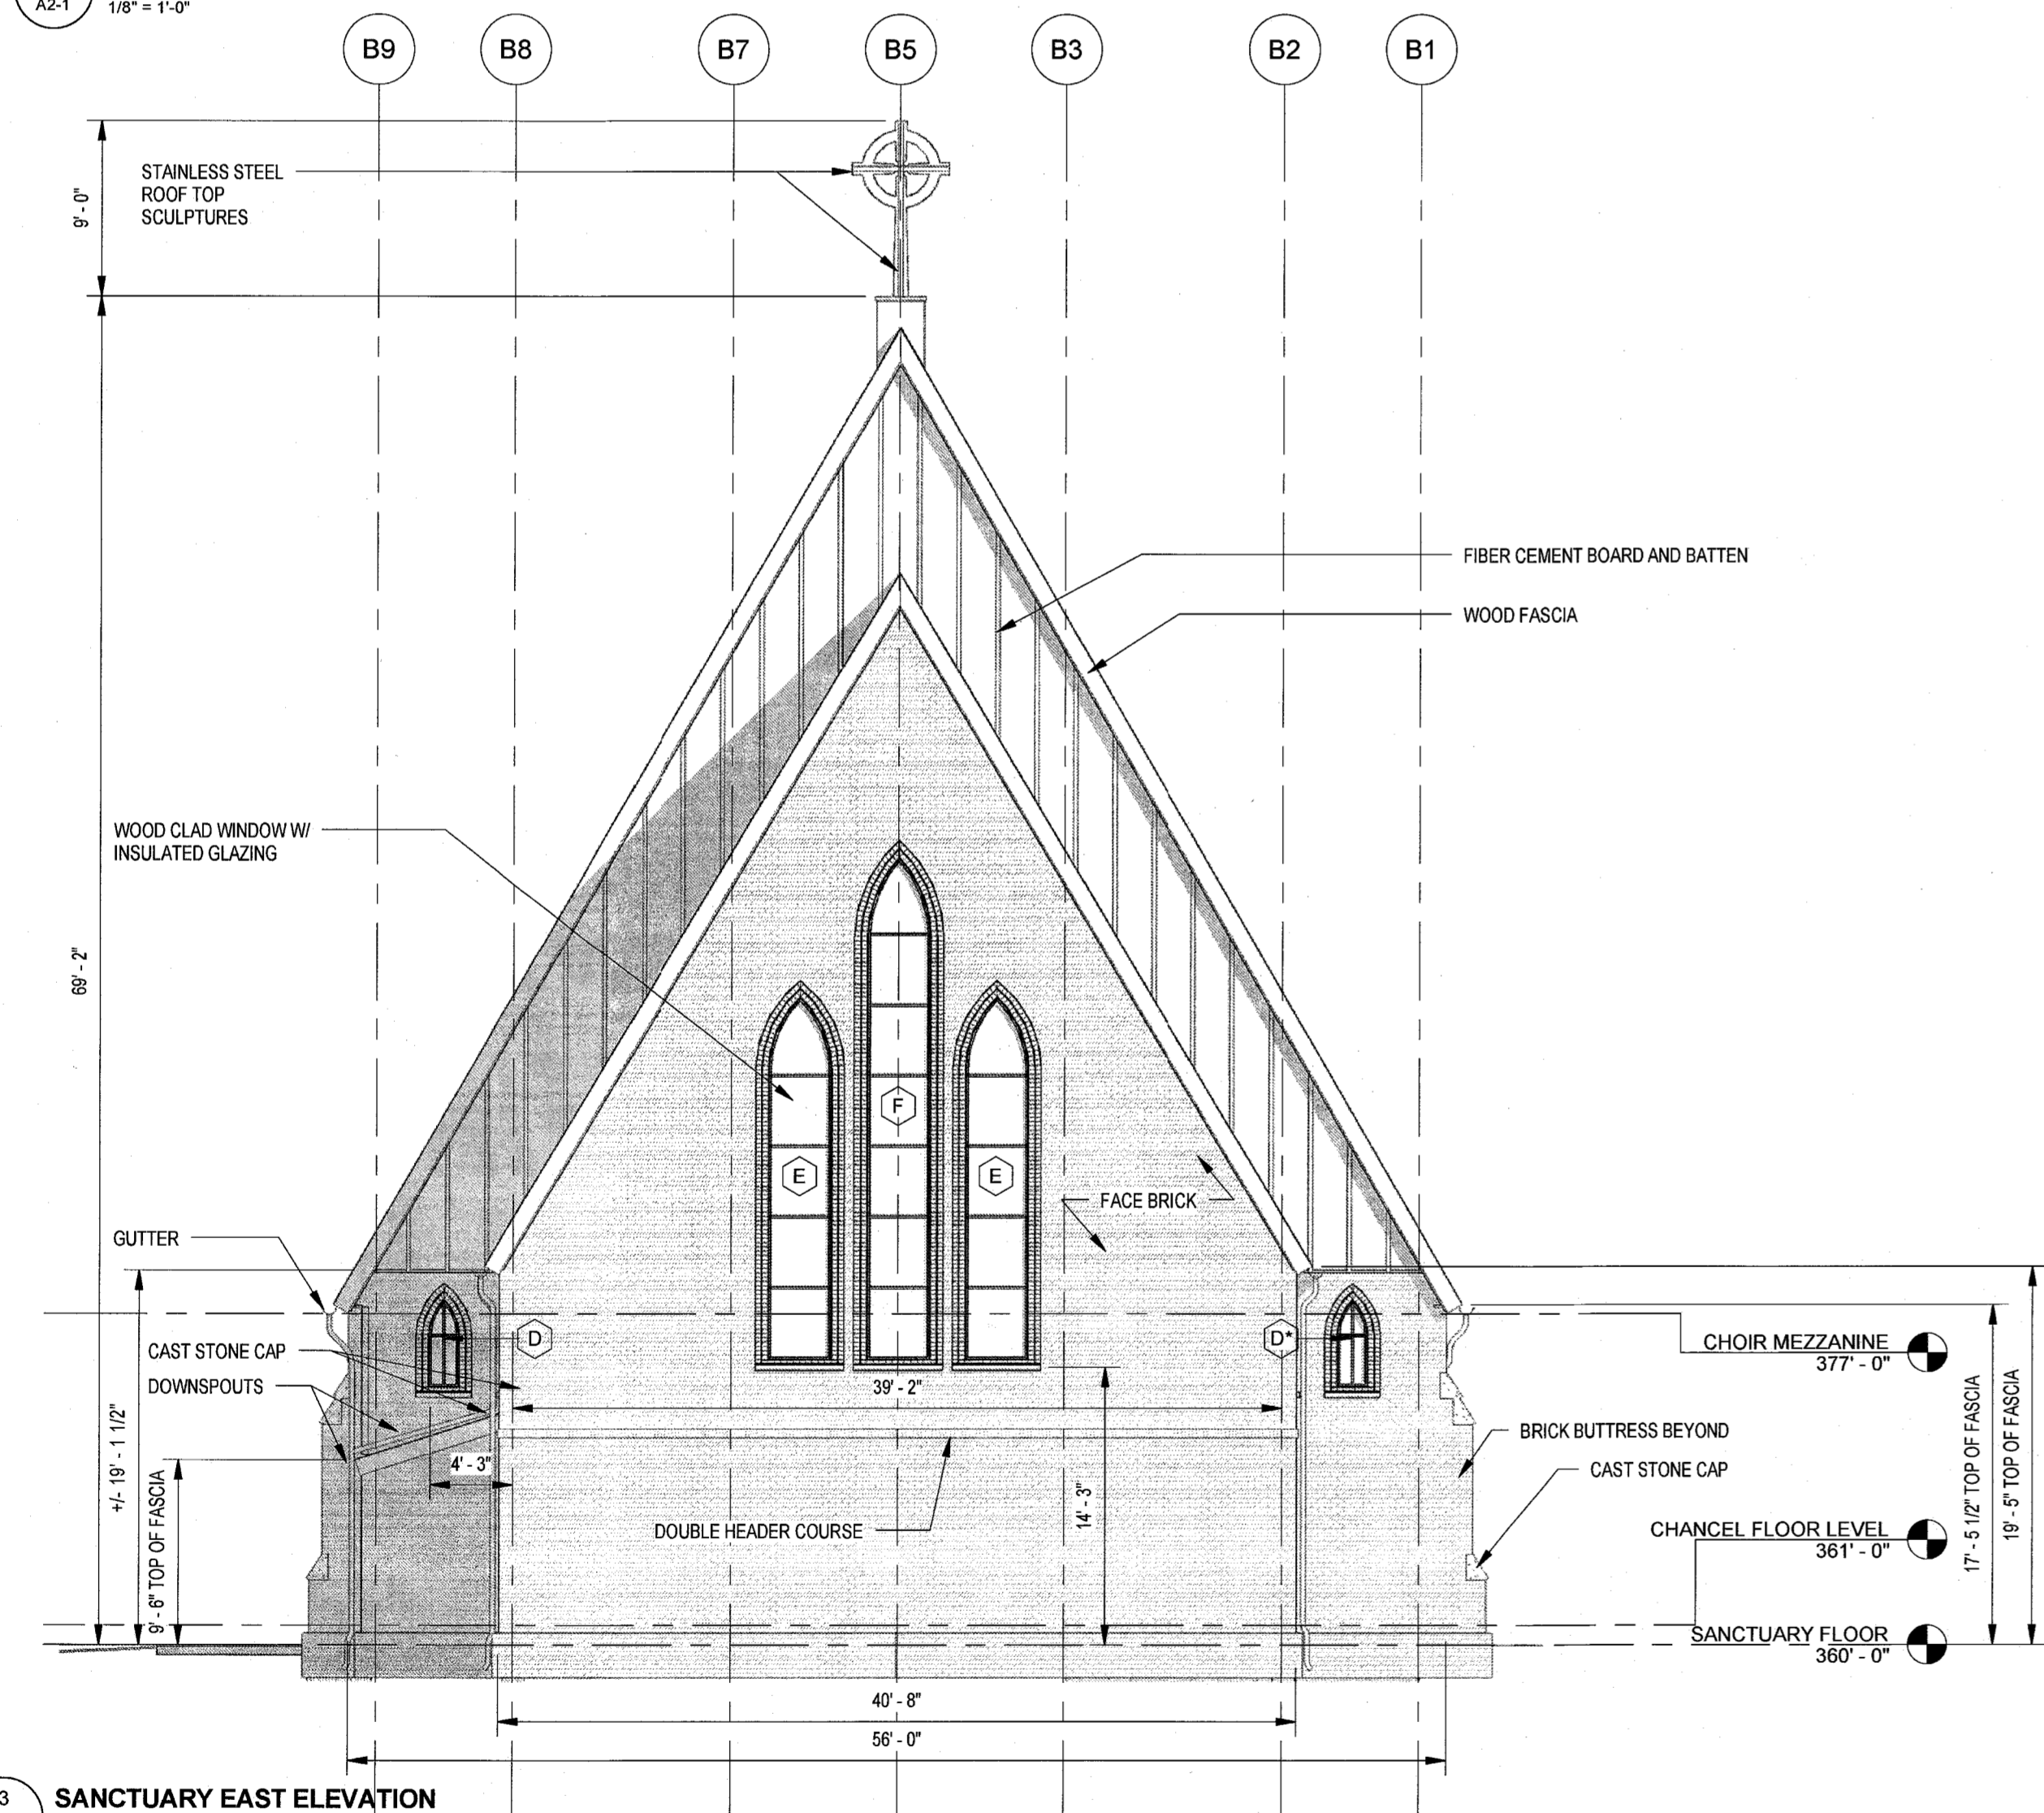 A2-1
1/8" = 1'-0"
B9
B8
B7
B5
B3
B2
B1
9' - 0"
STAINLESS STEEL
ROOF TOP
SCULPTURES
FIBER CEMENT BOARD AND BATTEN
WOOD FASCIA
WOOD CLAD WINDOW W/
INSULATED GLAZING
69' - 2"
F
E
E
FACE BRICK
GUTTER
D
D*
CAST STONE CAP
DOWNSPOUTS
39' - 2"
CHOIR MEZZANINE
377' - 0"
+/- 19' - 1 1/2"
9' - 6" TOP OF FASCIA
4' - 3"
14' - 3"
DOUBLE HEADER COURSE
BRICK BUTTRESS BEYOND
CAST STONE CAP
17' - 5 1/2" TOP OF FASCIA
19' - 5" TOP OF FASCIA
CHANCEL FLOOR LEVEL
361' - 0"
SANCTUARY FLOOR
360' - 0"
40' - 8"
56' - 0"
3
SANCTUARY EAST ELEVATION